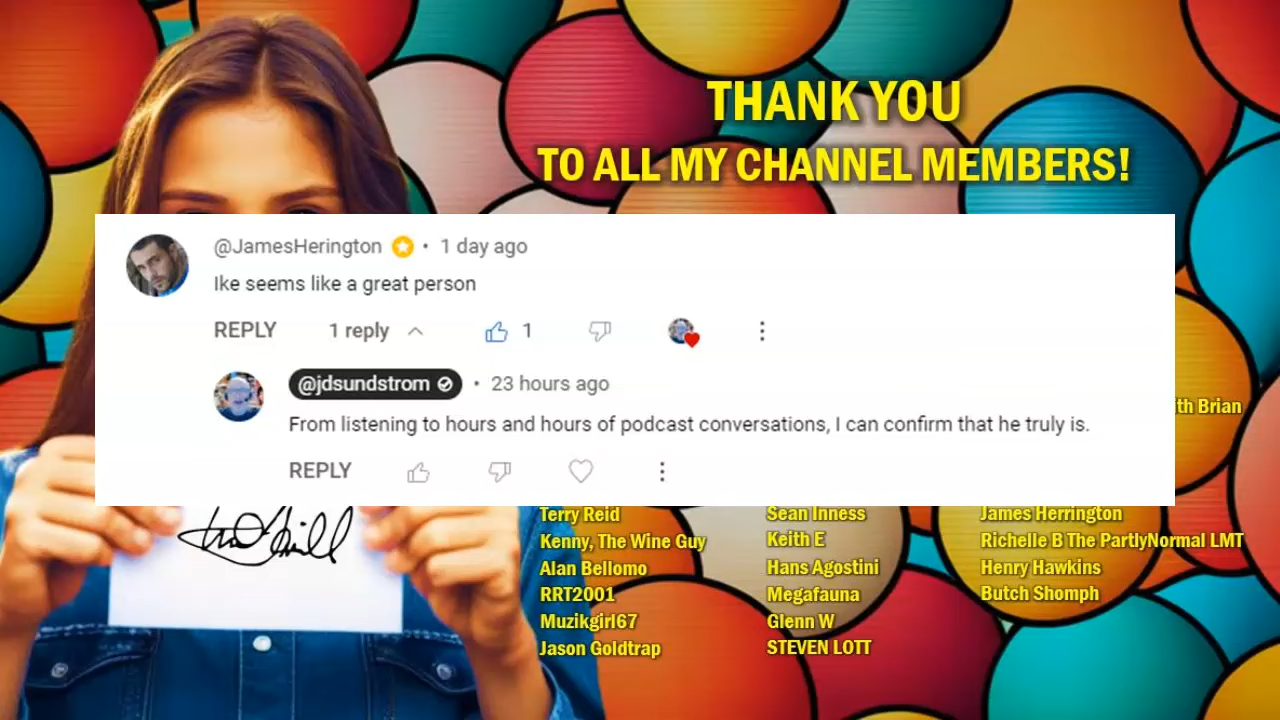 THANK YOU
TO ALL MY CHANNEL MEMBERS!
@JamesHerington • 1 day ago
Ike seems like a great person
REPLY 1 reply 1
@jdsundstrom • 23 hours ago
From listening to hours and hours of podcast conversations, I can confirm that he truly is.
REPLY
Brian
Terry Reid
Kenny, The Wine Guy
Alan Bellomo
RRT2001
Muzikgirl67
Jason Goldtrap
Sean Inness
Keith E
Hans Agostini
Megafauna
Glenn W
STEVEN LOTT
James Herrington
Richelle B The PartlyNormal LMT
Henry Hawkins
Butch Shomph